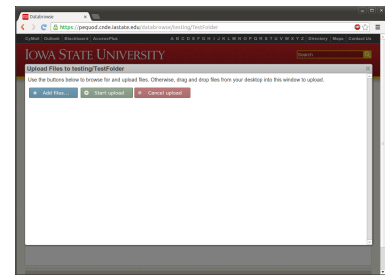 Databrowse
https://pequod.cnde.iastate.edu/databrowse/testing/TestFolder
CyMail Outlook Blackboard AccessPlus A B C D E F G H I J K L M N O P Q R S T U V W X Y Z Directory Maps Contact Us
IOWA STATE UNIVERSITY
Search
Upload Files to testing/TestFolder
Use the buttons below to browse for and upload files. Otherwise, drag and drop files from your desktop into this window to upload.
Add files... Start upload Cancel upload